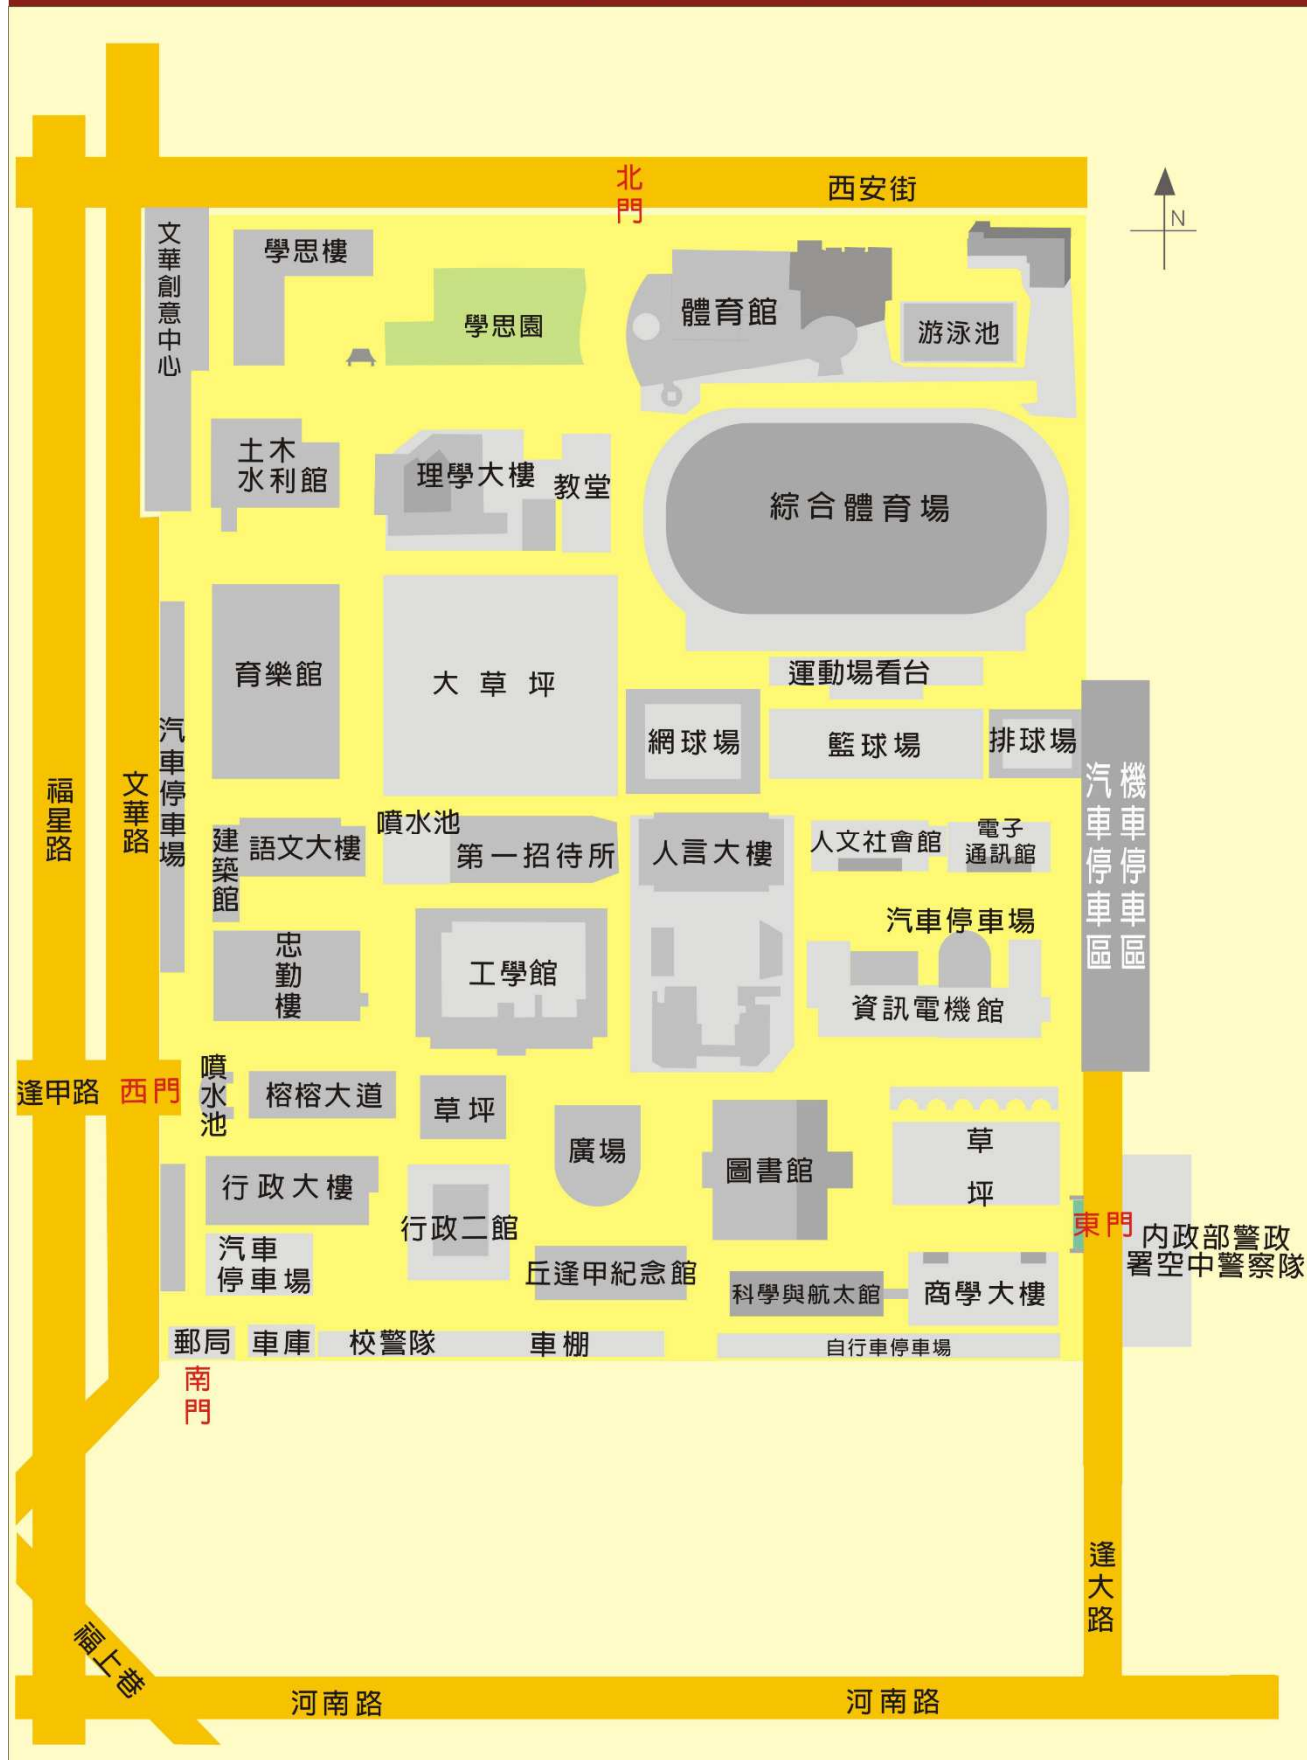 北門
西安街
N
文華創意中心
學思樓
學思園
體育館
游泳池
土木
水利館
理學大樓
教堂
綜合體育場
育樂館
大草坪
運動場看台
網球場
籃球場
排球場
汽車停車場
福星路
文華路
機車停車區
汽車停車區
噴水池
建築館
語文大樓
第一招待所
人言大樓
人文社會館
電子
通訊館
汽車停車場
忠勤樓
工學館
資訊電機館
逢甲路
西門
噴水池
榕榕大道
草坪
廣場
圖書館
草坪
行政大樓
行政二館
東門
內政部警政
署空中警察隊
汽車
停車場
丘逢甲紀念館
科學與航太館
商學大樓
郵局
車庫
校警隊
車棚
自行車停車場
南門
逢大路
福上巷
河南路
河南路